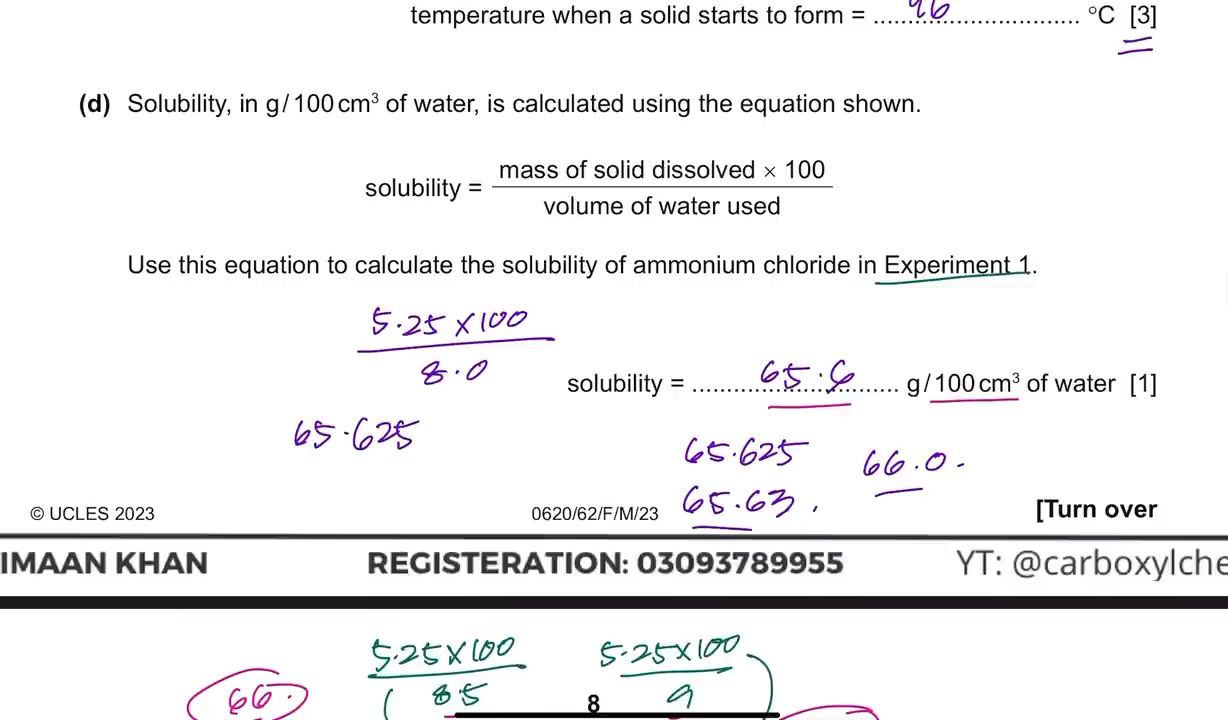 temperature when a solid starts to form = .............................. °C [3]
(d) Solubility, in g/100 cm³ of water, is calculated using the equation shown.
solubility = mass of solid dissolved × 100
volume of water used
Use this equation to calculate the solubility of ammonium chloride in Experiment 1.
5.25 × 100
8.0
solubility = 65.6 g/100 cm³ of water [1]
65.625
65.625
66.0.
65.63.
© UCLES 2023
0620/62/F/M/23
[Turn over
IMAAN KHAN
REGISTERATION: 03093789955
YT: @carboxylche
5.25 × 100
5.25 × 100
66.
8.5
9
8